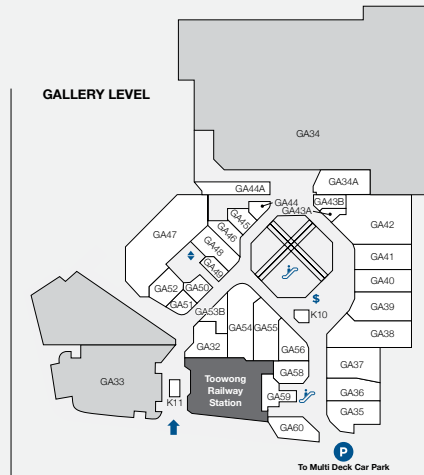 GALLERY LEVEL
GA34
GA34A
GA44A
GA44
GA43B
GA43A
GA45
GA42
GA46
GA47
GA48
GA41
GA49
GA40
GA52
GA50
GA51
$
GA39
GA53B
K10
GA54
GA55
GA38
GA32
GA56
GA37
GA58
GA33
Toowong
Railway
Station
K11
GA59
GA36
GA35
GA60
P
To Multi Deck Car Park